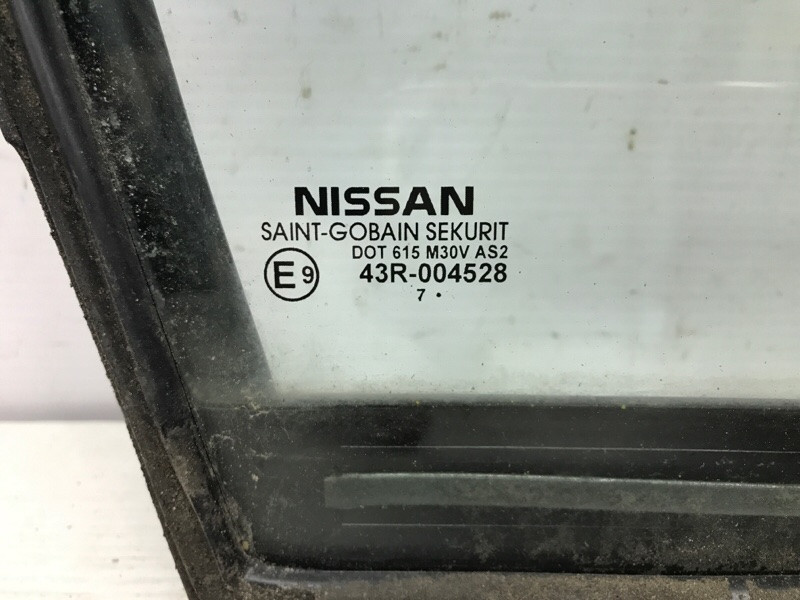 NISSAN
SAINT-GOBAIN SEKURIT
DOT 615 M30V AS2
E9 43R-004528
7 •